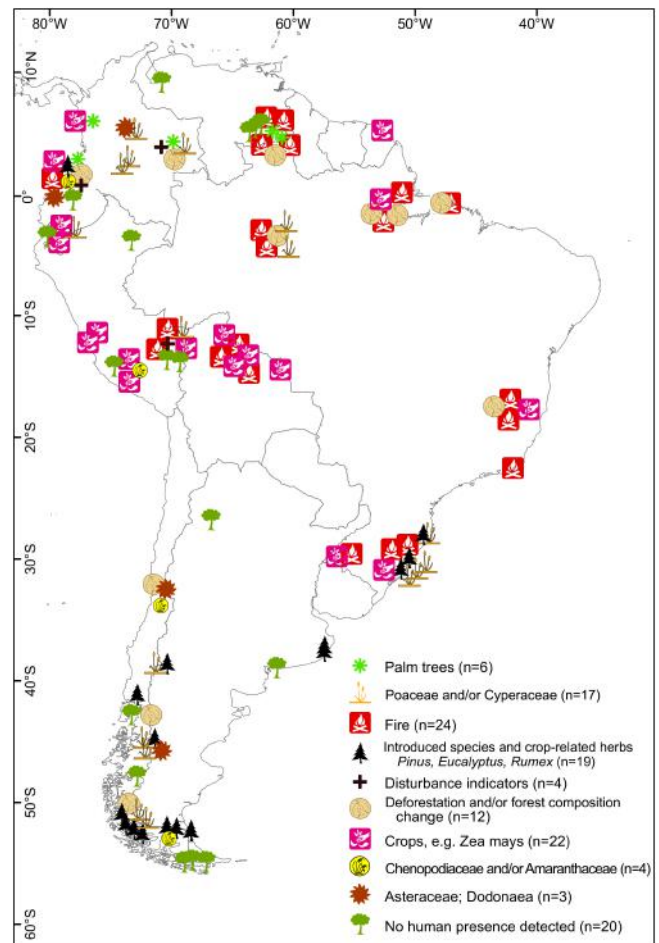 80°W 70°W 60°W 50°W 40°W
10°N
0°
10°S
20°S
30°S
40°S
50°S
60°S
Palm trees (n=6)
Poaceae and/or Cyperaceae (n=17)
Fire (n=24)
Introduced species and crop-related herbs
Pinus, Eucalyptus, Rumex (n=19)
Disturbance indicators (n=4)
Deforestation and/or forest composition
change (n=12)
Crops, e.g. Zea mays (n=22)
Chenopodiaceae and/or Amaranthaceae (n=4)
Asteraceae; Dodonaea (n=3)
No human presence detected (n=20)